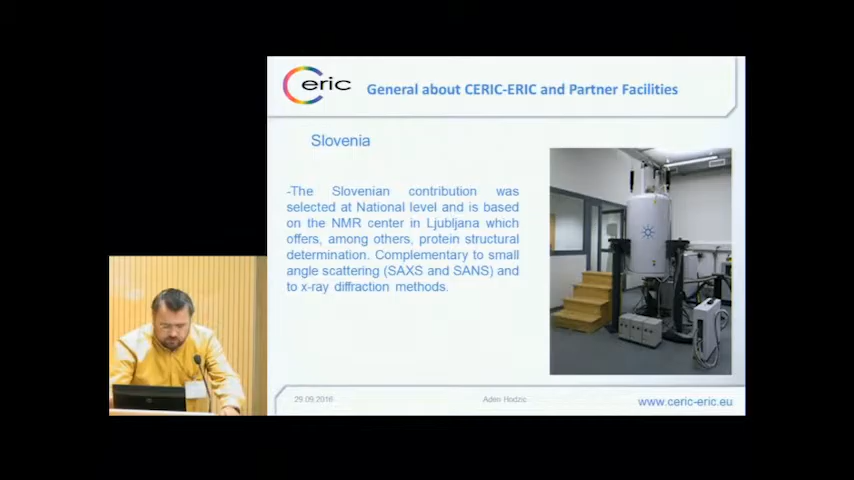 eric
General about CERIC-ERIC and Partner Facilities
Slovenia
-The Slovenian contribution was
selected at National level and is based
on the NMR center in Ljubljana which
offers, among others, protein structural
determination. Complementary to small
angle scattering (SAXS and SANS) and
to x-ray diffraction methods.
29.09.2016
Admir Hodzic
www.ceric-eric.eu